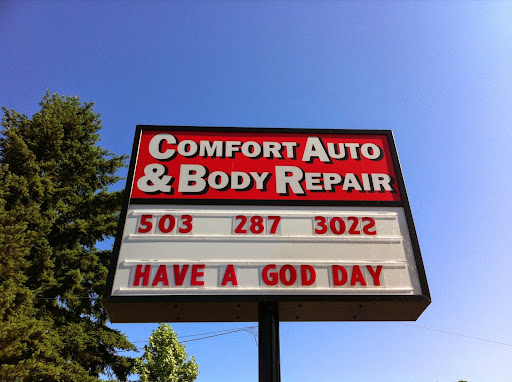 COMFORT AUTO
& BODY REPAIR
503 287 3022
HAVE A GOD DAY